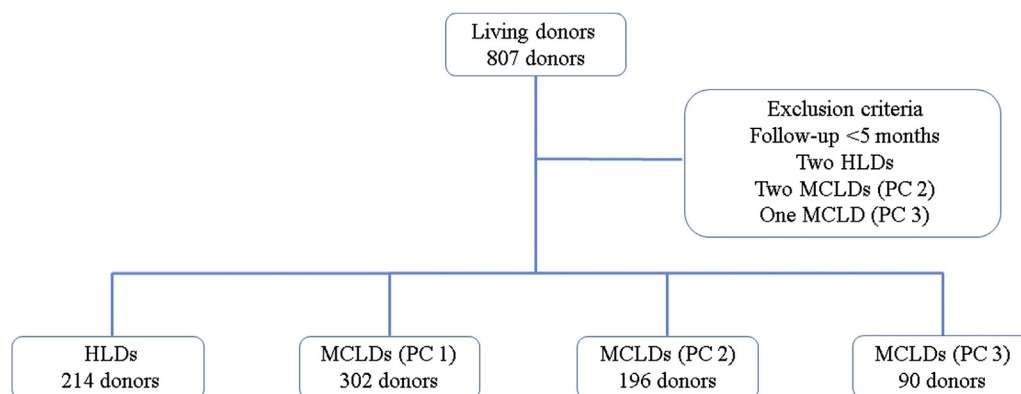 Living donors
807 donors
Exclusion criteria
Follow-up <5 months
Two HLDs
Two MCLDs (PC 2)
One MCLD (PC 3)
HLDs
214 donors
MCLDs (PC 1)
302 donors
MCLDs (PC 2)
196 donors
MCLDs (PC 3)
90 donors